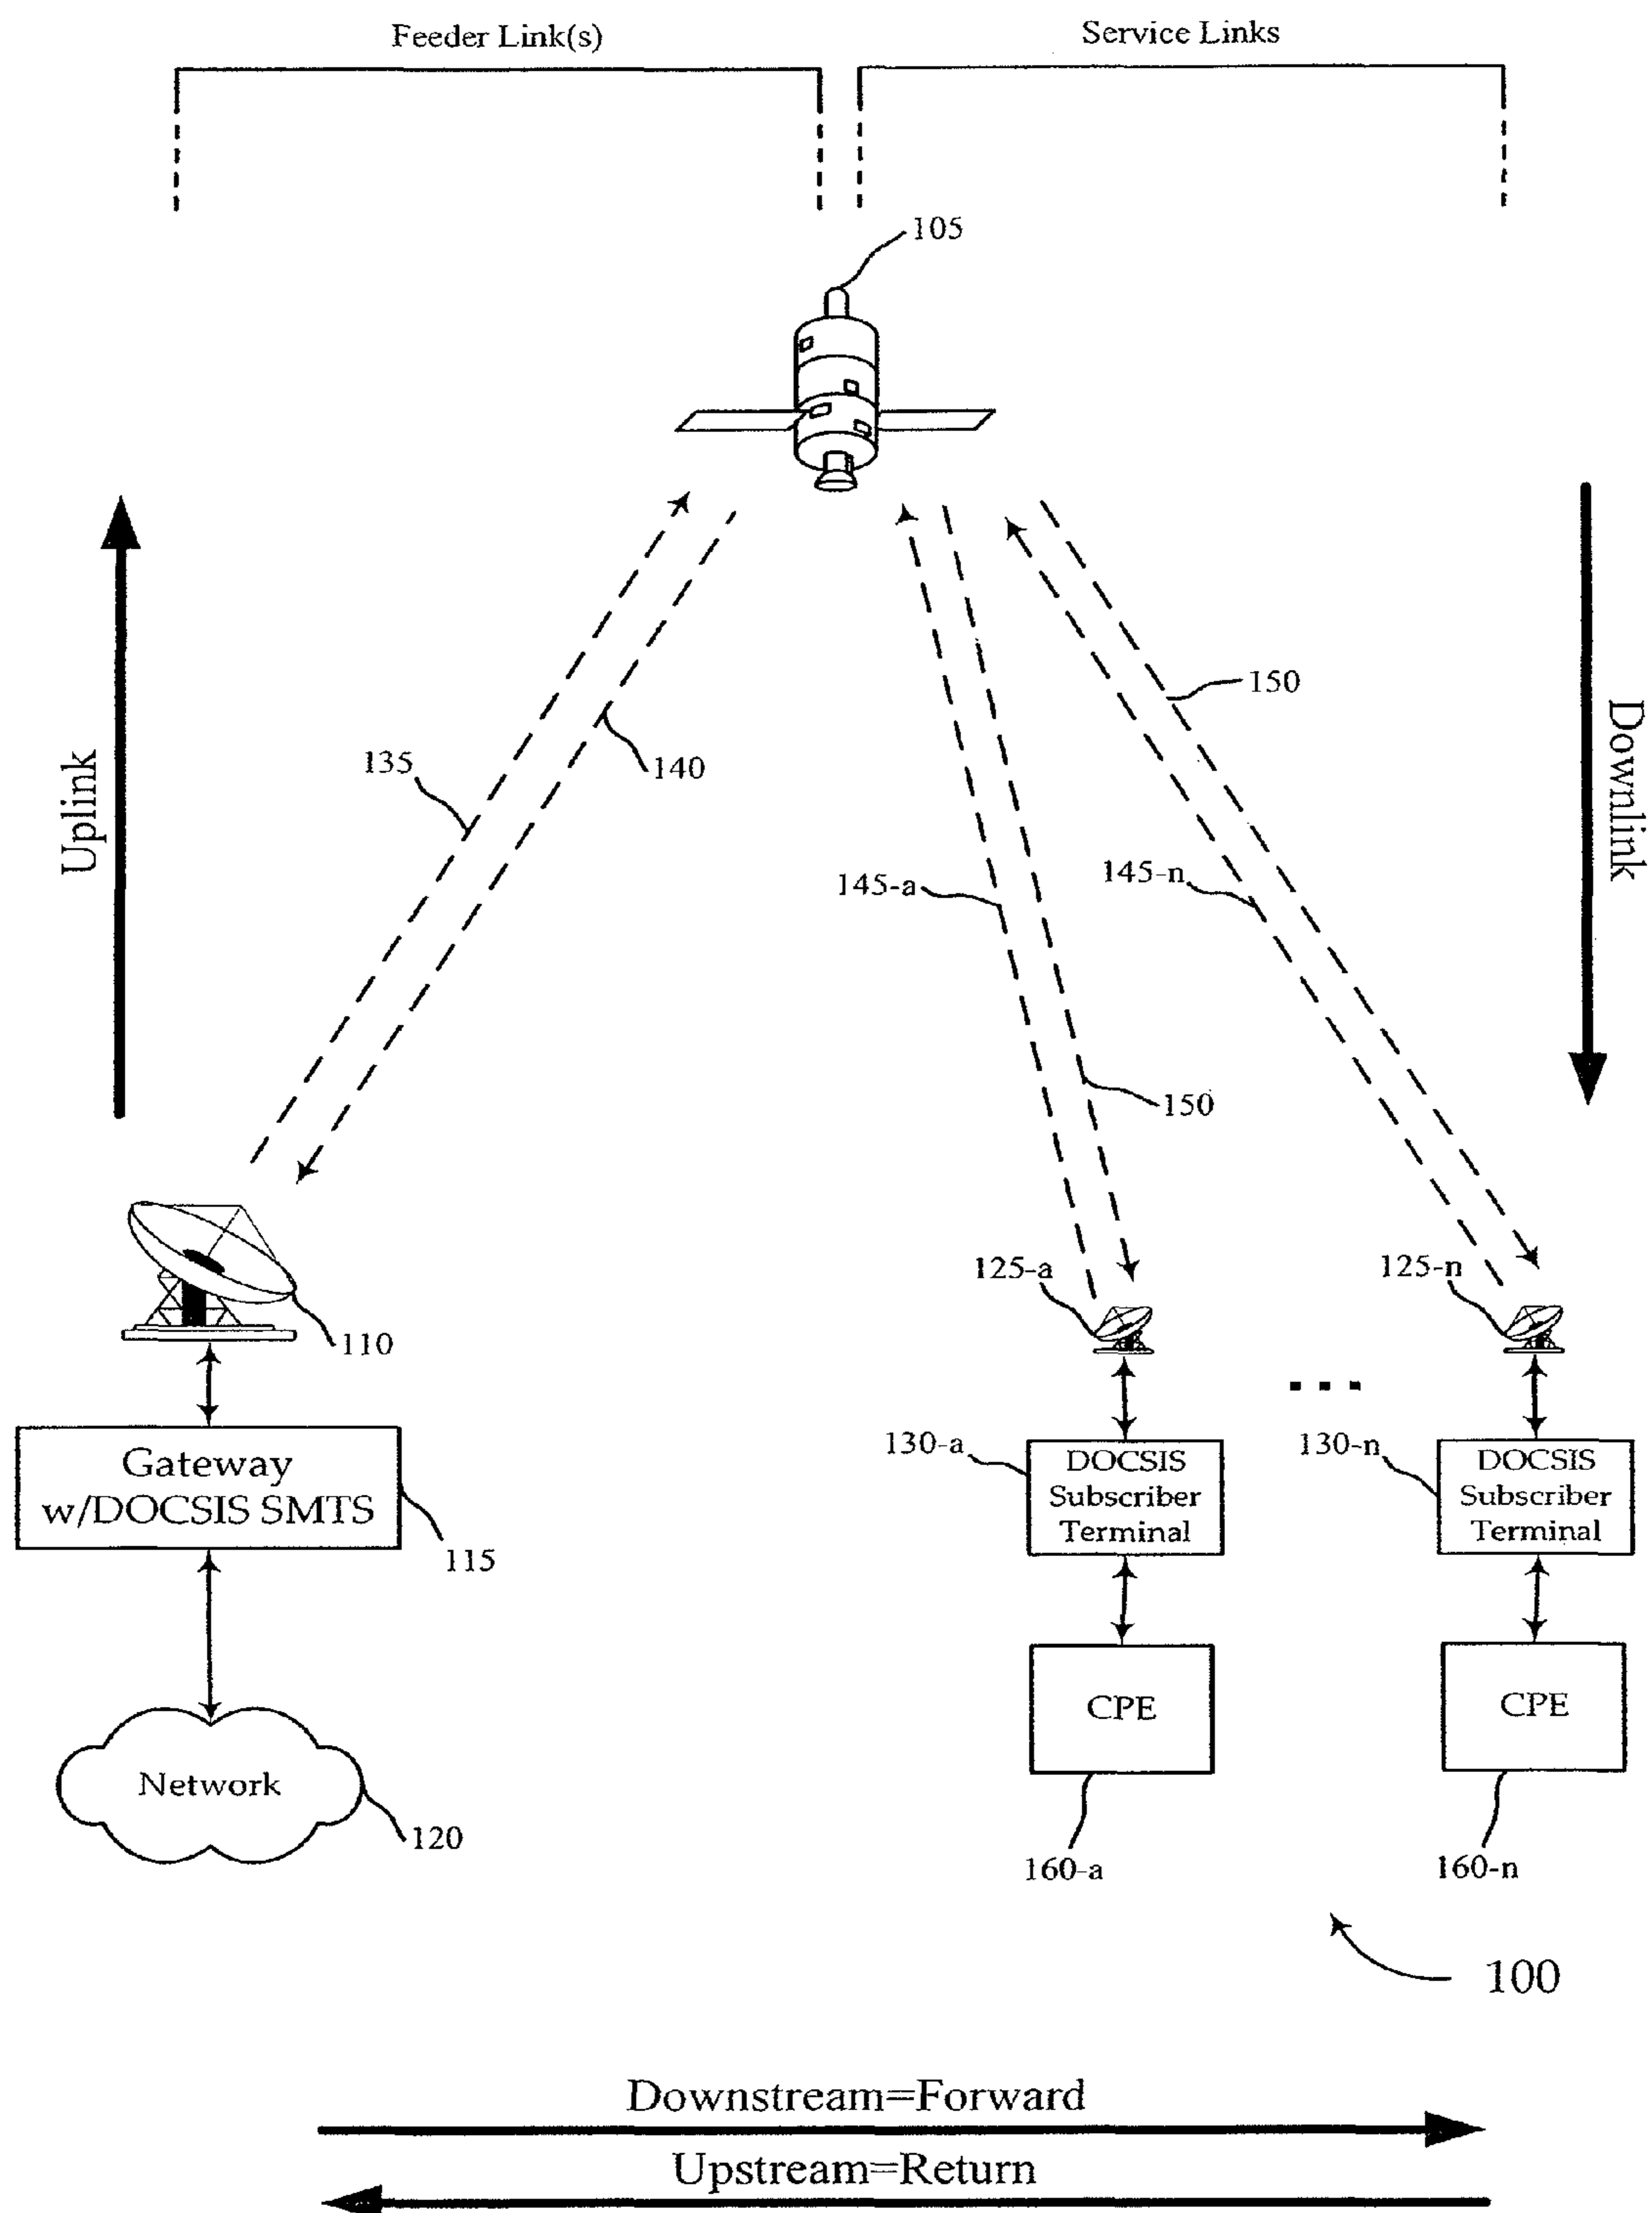 Feeder Link(s)
Service Links
105
Uplink
Downlink
135
140
150
145-a
145-n
150
125-a
125-n
110
Gateway
w/DOCSIS SMTS
115
130-a
DOCSIS
Subscriber
Terminal
130-n
DOCSIS
Subscriber
Terminal
Network
120
CPE
160-a
CPE
160-n
100
Downstream=Forward
Upstream=Return